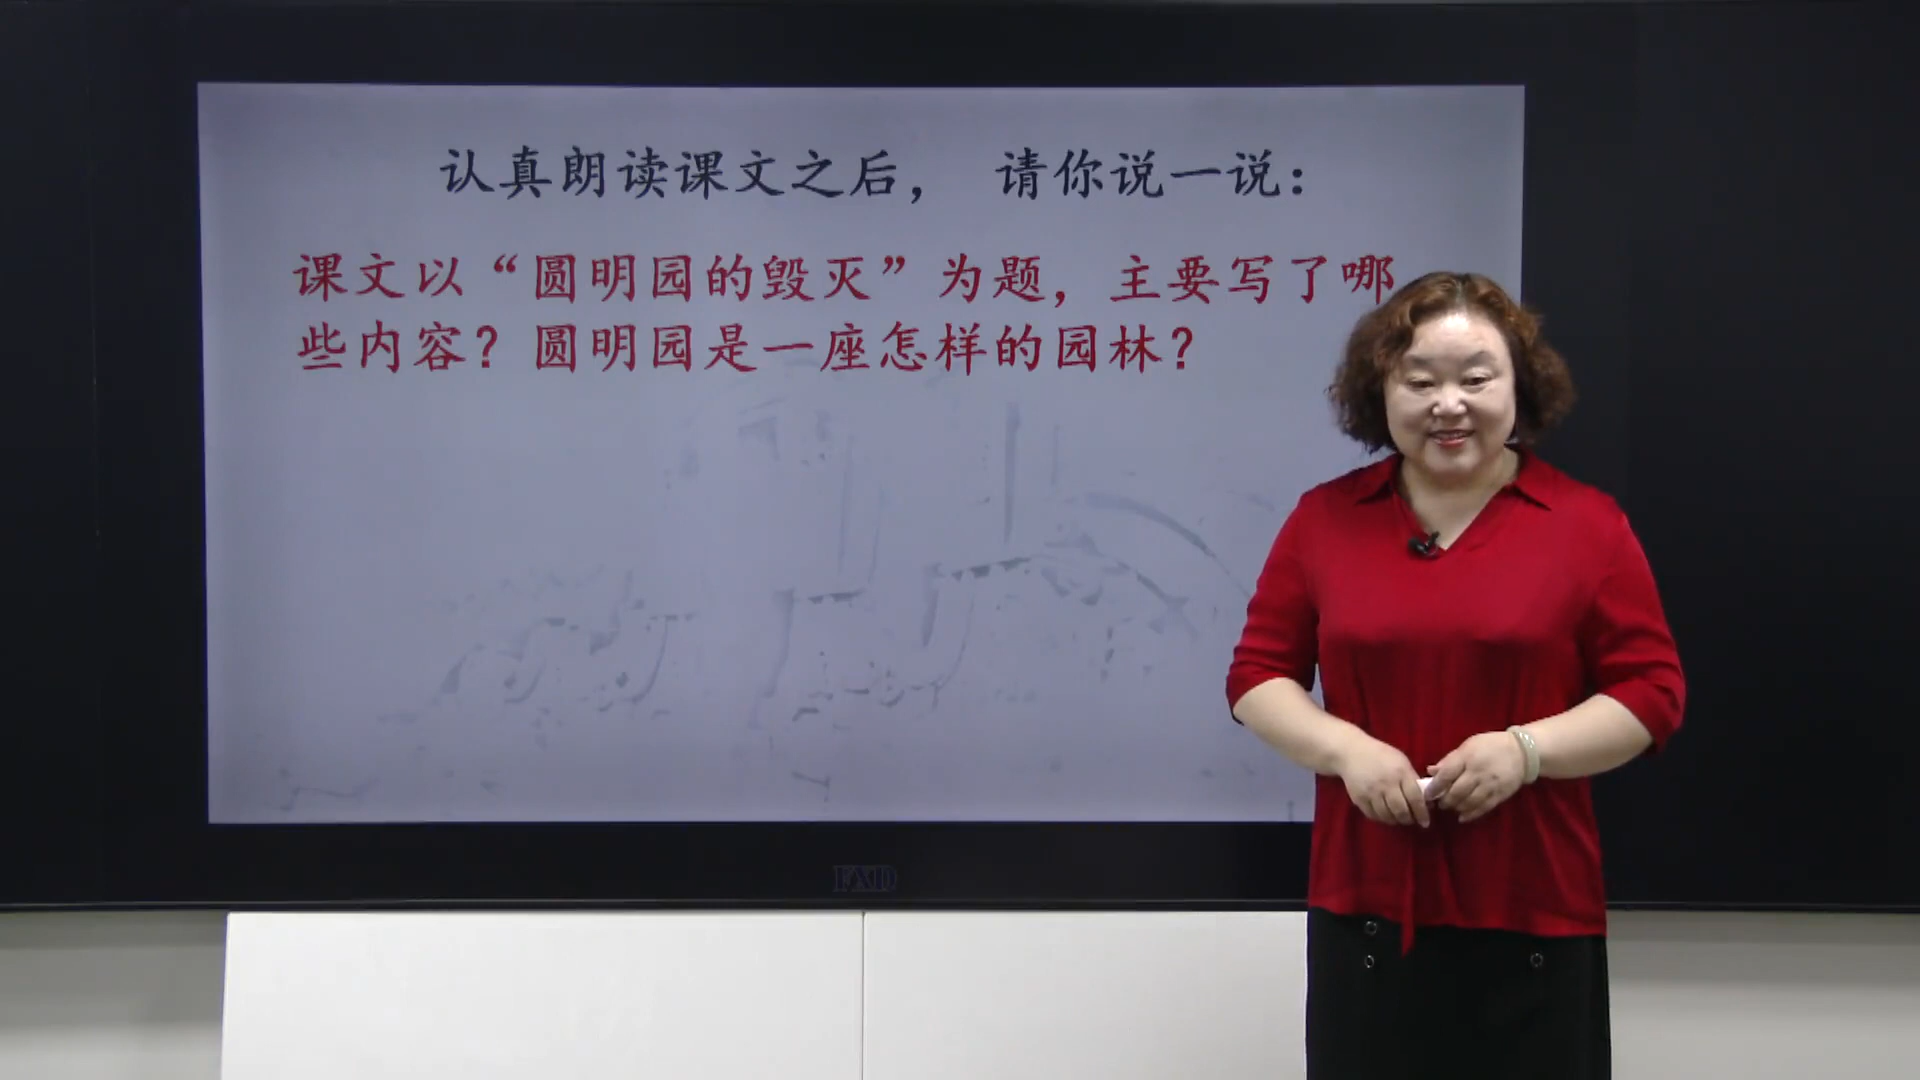 认真朗读课文之后， 请你说一说：
课文以“圆明园的毁灭”为题，主要写了哪
些内容？圆明园是一座怎样的园林？
FXD